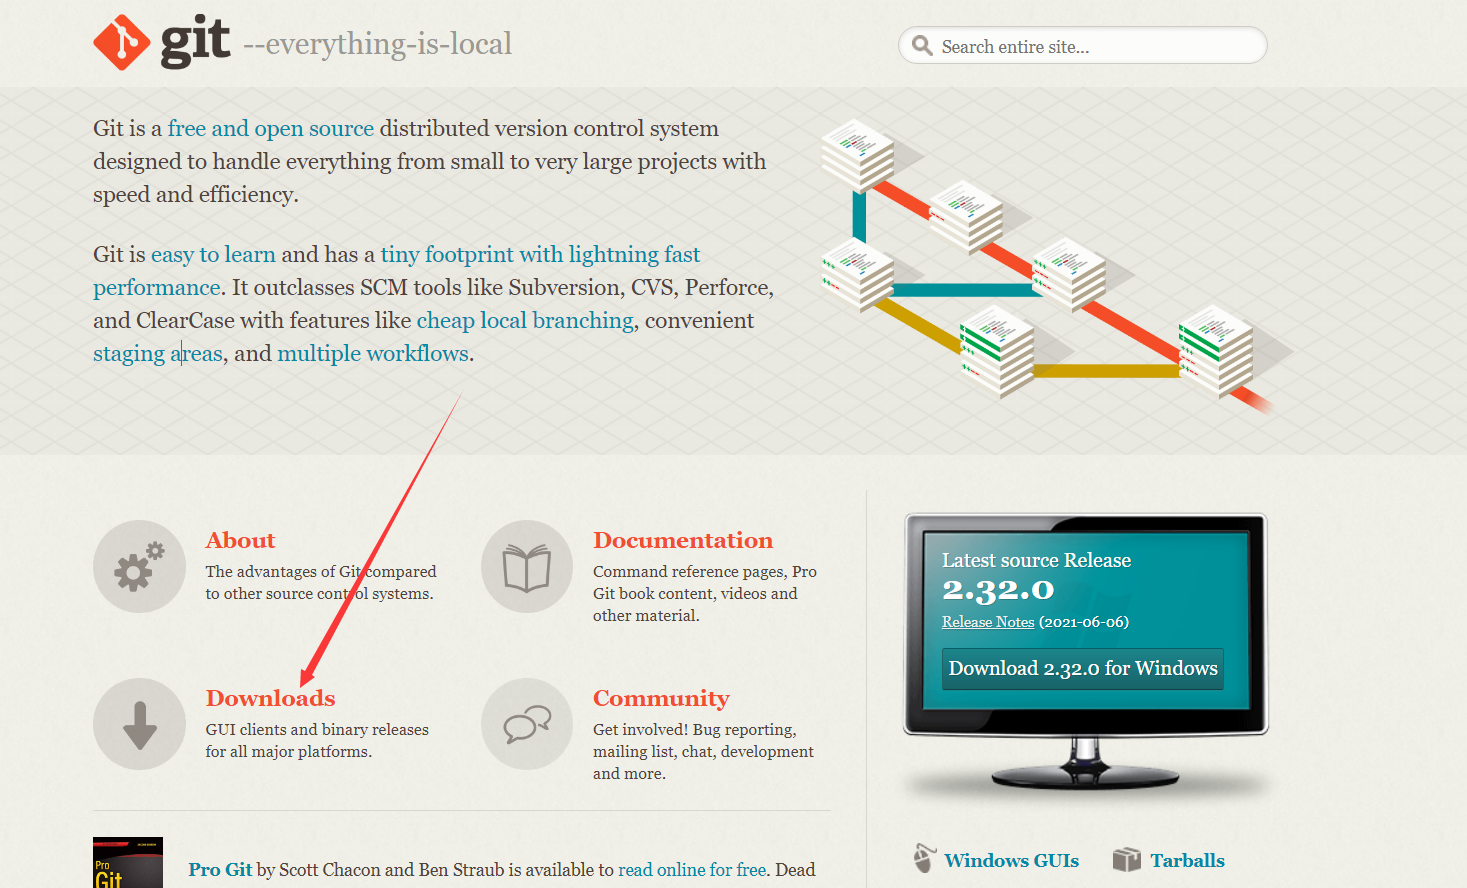 git --everything-is-local
Search entire site...
Git is a free and open source distributed version control system
designed to handle everything from small to very large projects with
speed and efficiency.
Git is easy to learn and has a tiny footprint with lightning fast
performance. It outclasses SCM tools like Subversion, CVS, Perforce,
and ClearCase with features like cheap local branching, convenient
staging areas, and multiple workflows.
About
The advantages of Git compared
to other source control systems.
Documentation
Command reference pages, Pro
Git book content, videos and
other material.
Downloads
GUI clients and binary releases
for all major platforms.
Community
Get involved! Bug reporting,
mailing list, chat, development
and more.
Latest source Release
2.32.0
Release Notes (2021-06-06)
Download 2.32.0 for Windows
Windows GUIs
Tarballs
Pro
Git
Pro Git by Scott Chacon and Ben Straub is available to read online for free. Dead